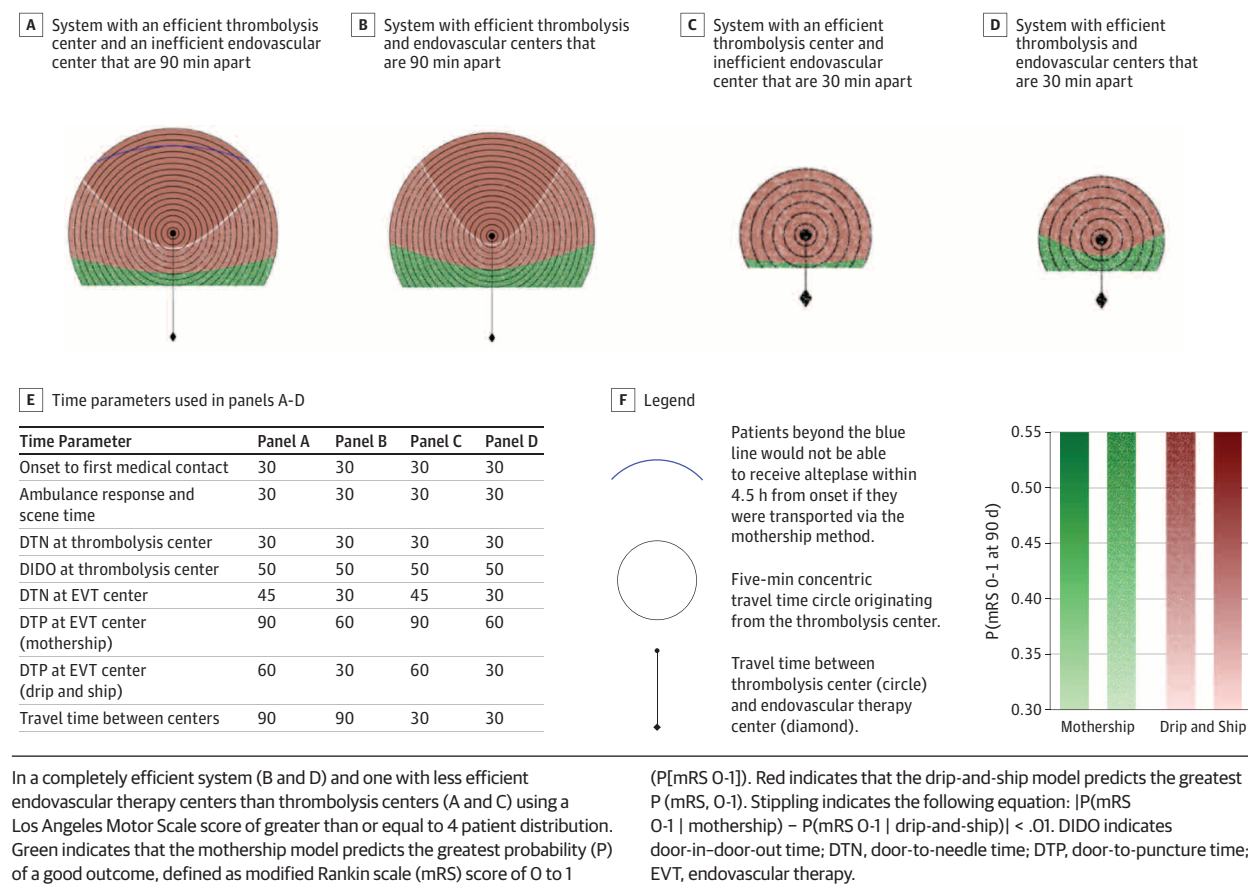 A System with an efficient thrombolysis
center and an inefficient endovascular
center that are 90 min apart
B System with efficient thrombolysis
and endovascular centers that
are 90 min apart
C System with an efficient
thrombolysis center and
inefficient endovascular
center that are 30 min apart
D System with efficient
thrombolysis and
endovascular centers that
are 30 min apart
E Time parameters used in panels A-D
Time Parameter Panel A Panel B Panel C Panel D
Onset to first medical contact 30 30 30 30
Ambulance response and 30 30 30 30
scene time
DTN at thrombolysis center 30 30 30 30
DIDO at thrombolysis center 50 50 50 50
DTN at EVT center 45 30 45 30
DTP at EVT center 90 60 90 60
(mothership)
DTP at EVT center 60 30 60 30
(drip and ship)
Travel time between centers 90 90 30 30
F Legend
Patients beyond the blue
line would not be able
to receive alteplase within
4.5 h from onset if they
were transported via the
mothership method.
Five-min concentric
travel time circle originating
from the thrombolysis center.
Travel time between
thrombolysis center (circle)
and endovascular therapy
center (diamond).
P(mRS 0-1 at 90 d)
0.55
0.50
0.45
0.40
0.35
0.30
Mothership Drip and Ship
In a completely efficient system (B and D) and one with less efficient
endovascular therapy centers than thrombolysis centers (A and C) using a
Los Angeles Motor Scale score of greater than or equal to 4 patient distribution.
Green indicates that the mothership model predicts the greatest probability (P)
of a good outcome, defined as modified Rankin scale (mRS) score of 0 to 1
(P[mRS 0-1]). Red indicates that the drip-and-ship model predicts the greatest
P (mRS, 0-1). Stippling indicates the following equation: |P(mRS
0-1 | mothership) − P(mRS 0-1 | drip-and-ship)| < .01. DIDO indicates
door-in-door-out time; DTN, door-to-needle time; DTP, door-to-puncture time;
EVT, endovascular therapy.